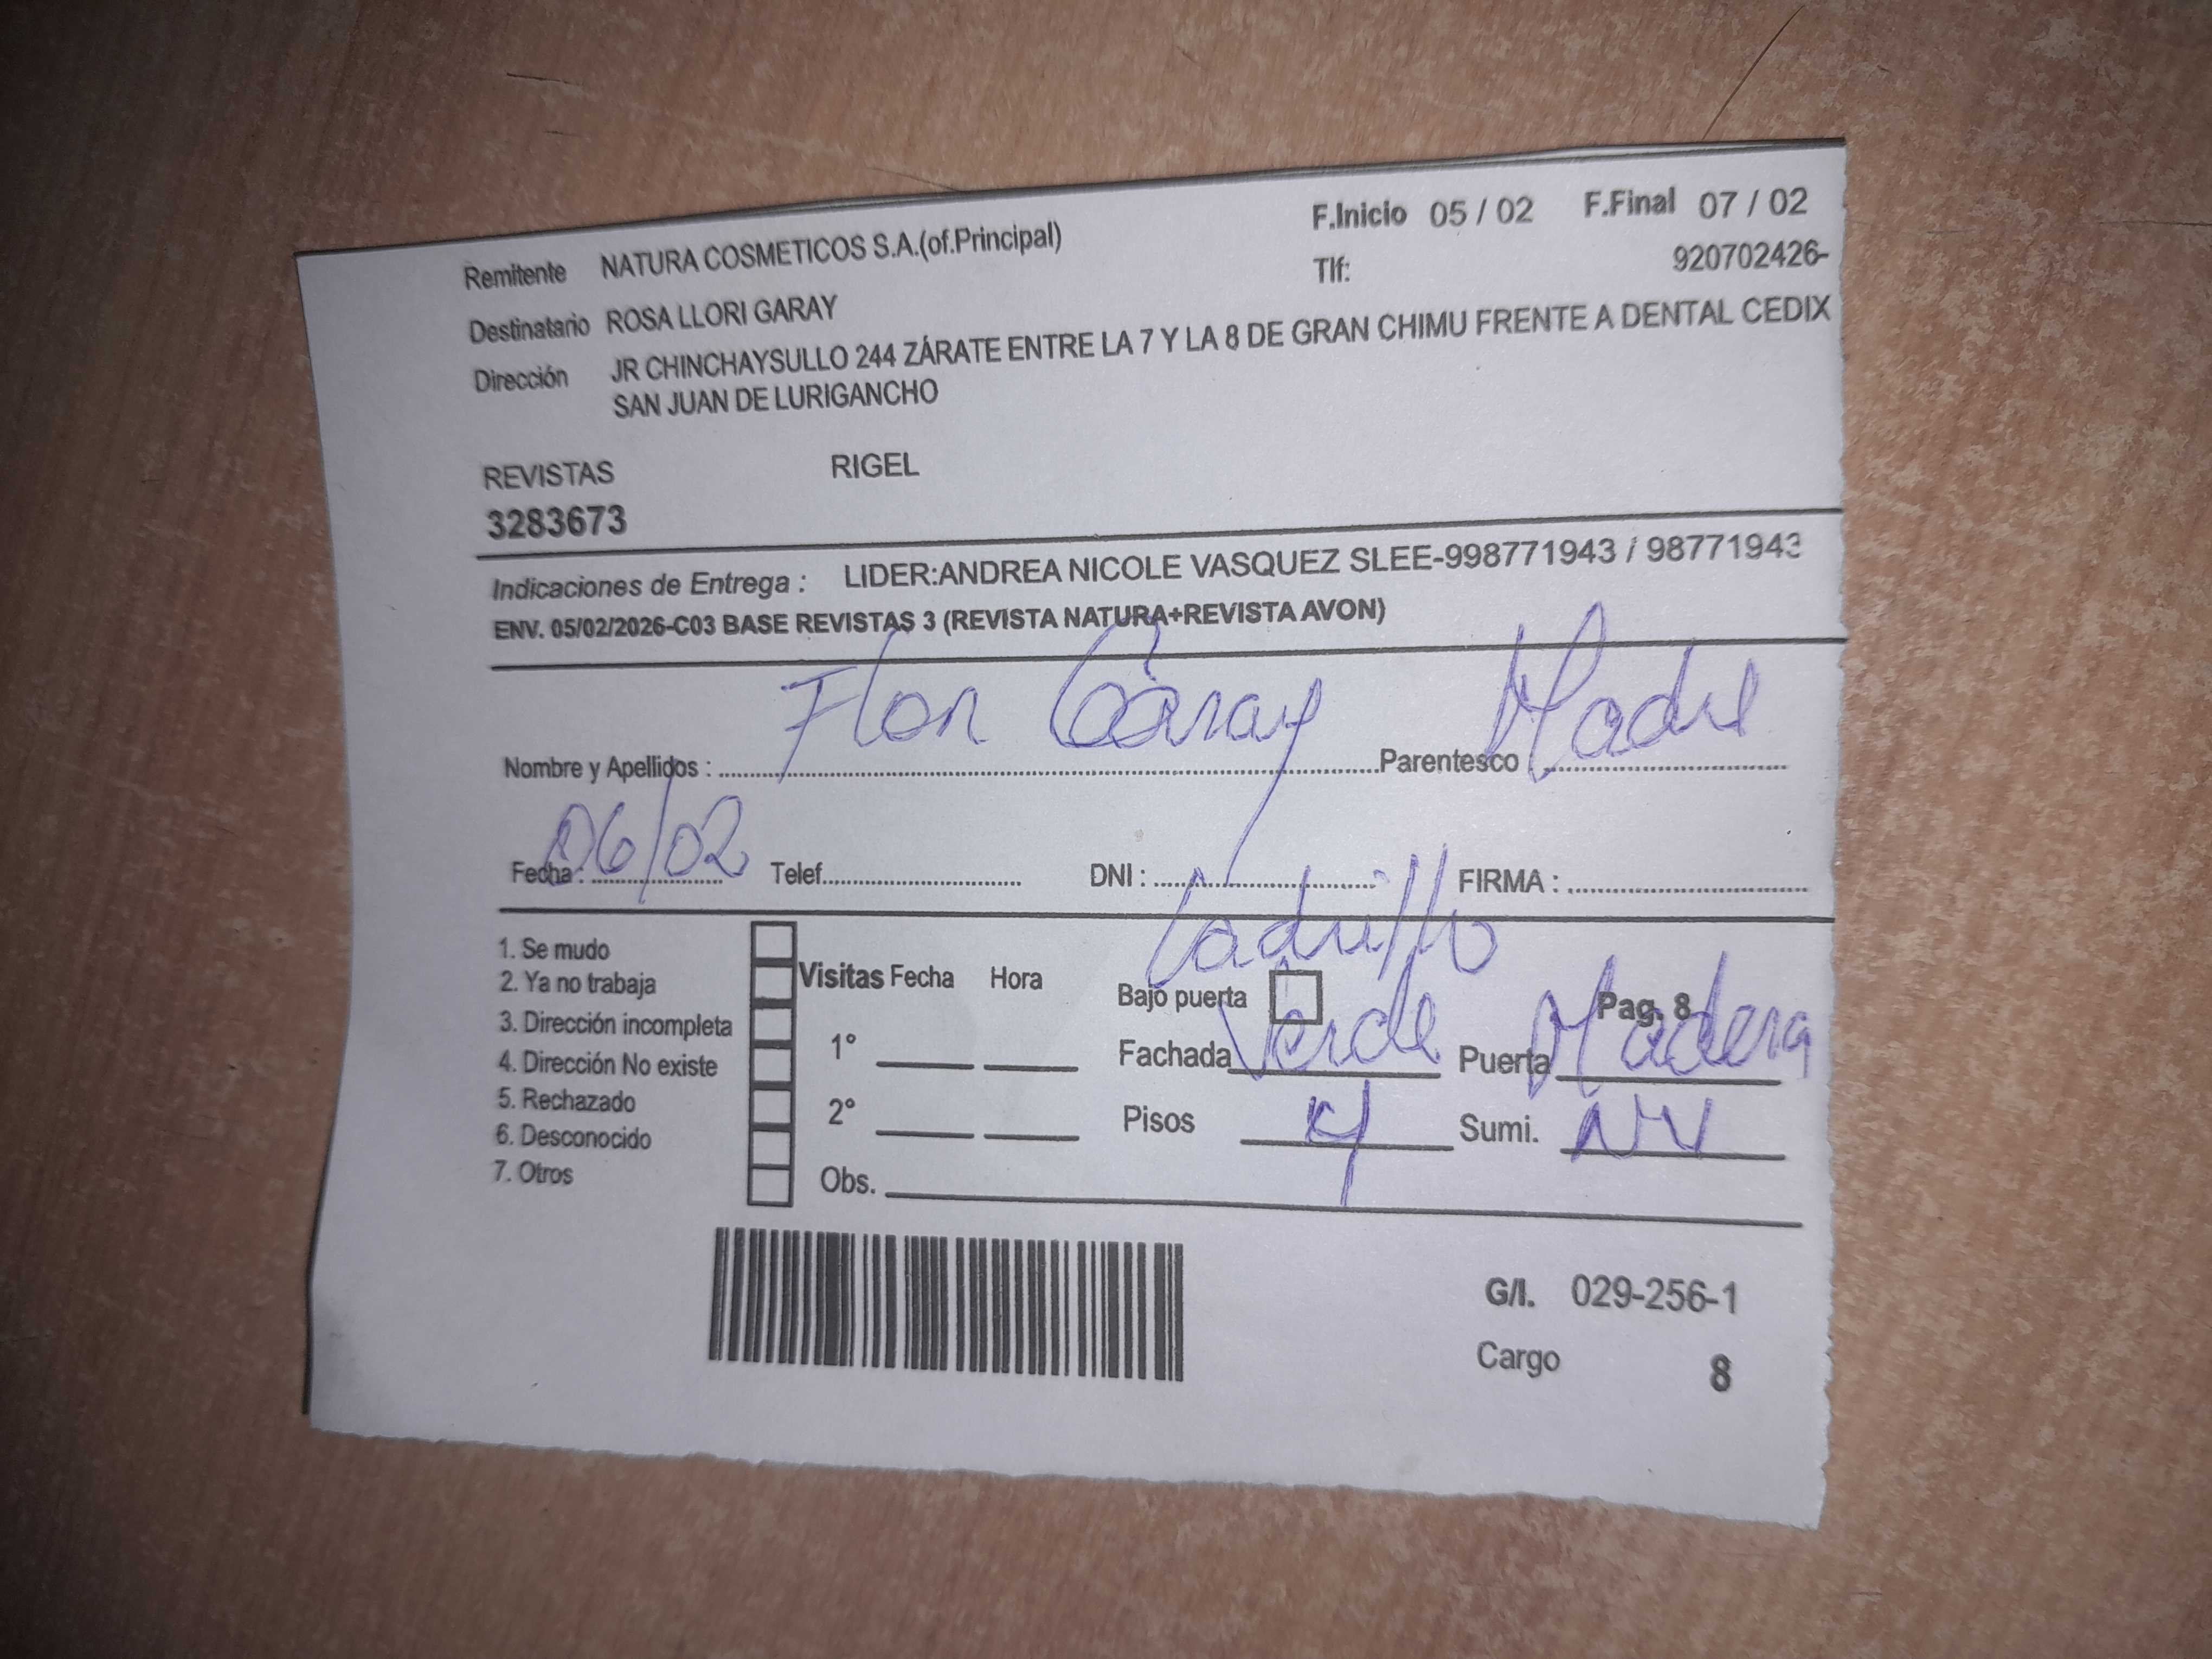 Remitente NATURA COSMETICOS S.A.(of.Principal) F.Inicio 05 / 02 F.Final 07 / 02
Tlf: 920702426-
Destinatario ROSA LLORI GARAY
Dirección JR CHINCHAYSULLO 244 ZÁRATE ENTRE LA 7 Y LA 8 DE GRAN CHIMU FRENTE A DENTAL CEDIX
SAN JUAN DE LURIGANCHO
REVISTAS RIGEL
3283673
Indicaciones de Entrega : LIDER:ANDREA NICOLE VASQUEZ SLEE-998771943 / 98771943
ENV. 05/02/2026-C03 BASE REVISTAS 3 (REVISTA NATURA+REVISTA AVON)
Nombre y Apellidos : Flor Garay Parentesco : Madre
Fecha : 06/02 Telef. DNI : FIRMA :
Ladrillo
1. Se mudo
2. Ya no trabaja Visitas Fecha Hora Bajo puerta Pag. 8
3. Dirección incompleta
4. Dirección No existe 1° Fachada Verde Puerta Madera
5. Rechazado 2° Pisos 4 Sumi. NV
6. Desconocido
7. Otros Obs.
G/I. 029-256-1
Cargo 8